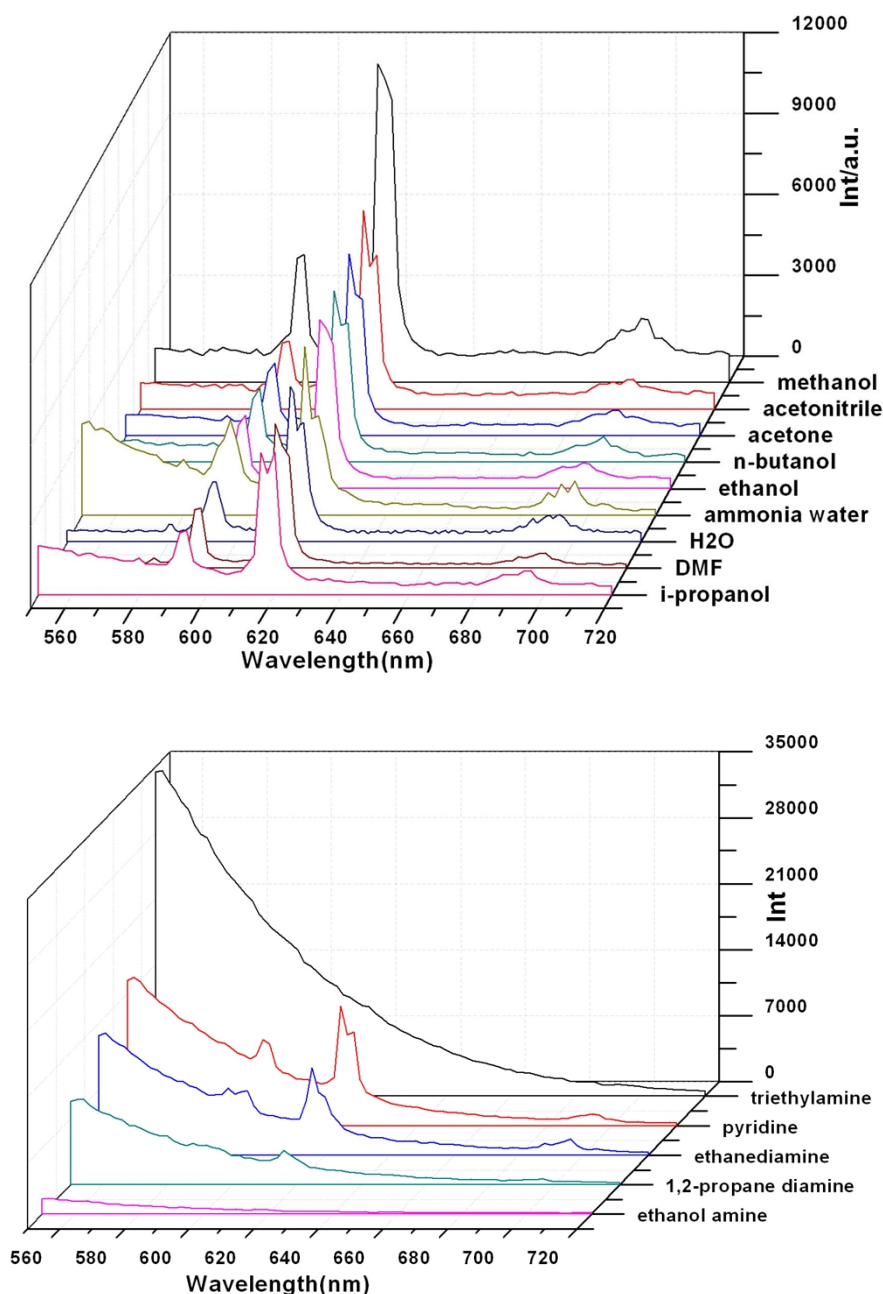 12000
9000
6000
3000
0
Int/a.u.
methanol
acetonitrile
acetone
n-butanol
ethanol
ammonia water
H2O
DMF
i-propanol
560 580 600 620 640 660 680 700 720
Wavelength(nm)
35000
28000
21000
14000
7000
0
Int
triethylamine
pyridine
ethanediamine
1,2-propane diamine
ethanol amine
560 580 600 620 640 660 680 700 720
Wavelength(nm)